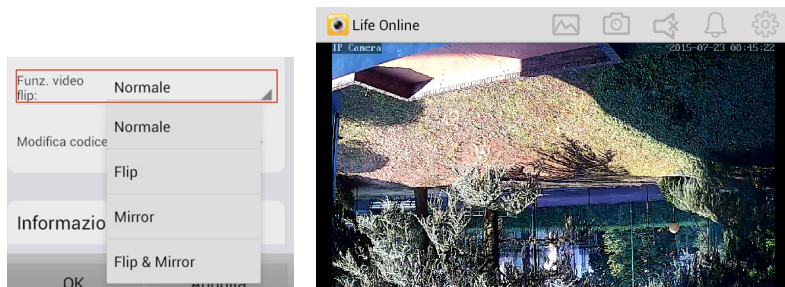 Funz. video
flip:
Normale
Normale
Modifica codice
Flip
Mirror
Informazio
Flip & Mirror
OK
Annulla
Life Online
IP Camera
2015-07-23 00:45:22